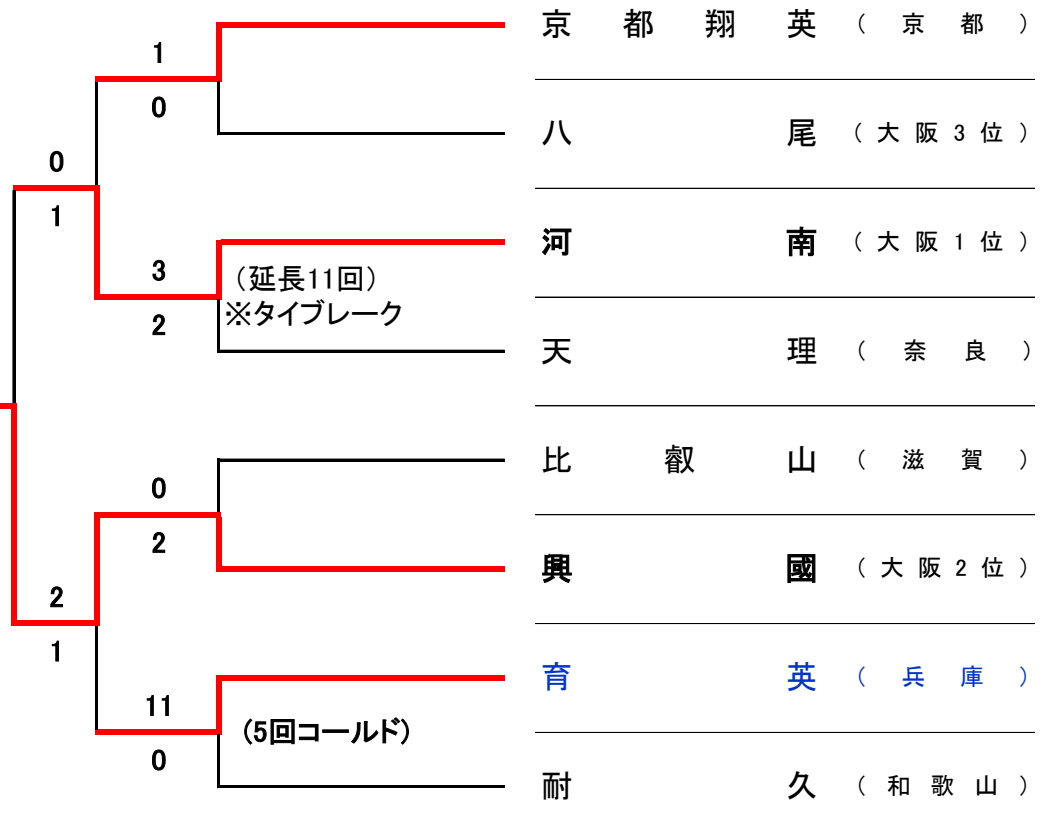 京都翔英（京都）
1
0
八尾（大阪3位）
0
1
河南（大阪1位）
3
（延長11回）
※タイブレーク
2
天理（奈良）
比叡山（滋賀）
0
2
興國（大阪2位）
2
1
育英（兵庫）
11
(5回コールド)
0
耐久（和歌山）